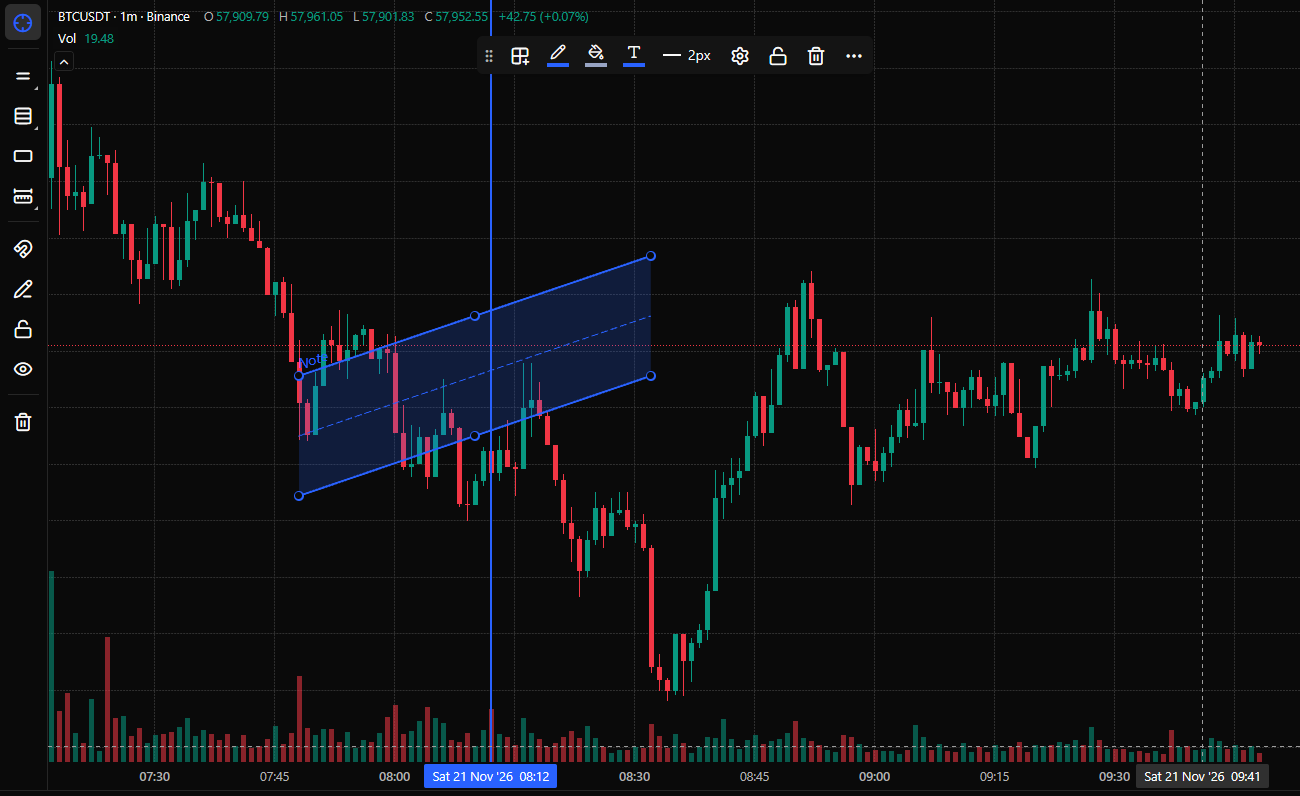 BTCUSDT · 1m · Binance O 57,909.79 H 57,961.05 L 57,901.83 C 57,952.55 +42.75 (+0.07%)
Vol 19.48
T 2px
Note
07:30 07:45 08:00 Sat 21 Nov '26 08:12 08:30 08:45 09:00 09:15 09:30 Sat 21 Nov '26 09:41